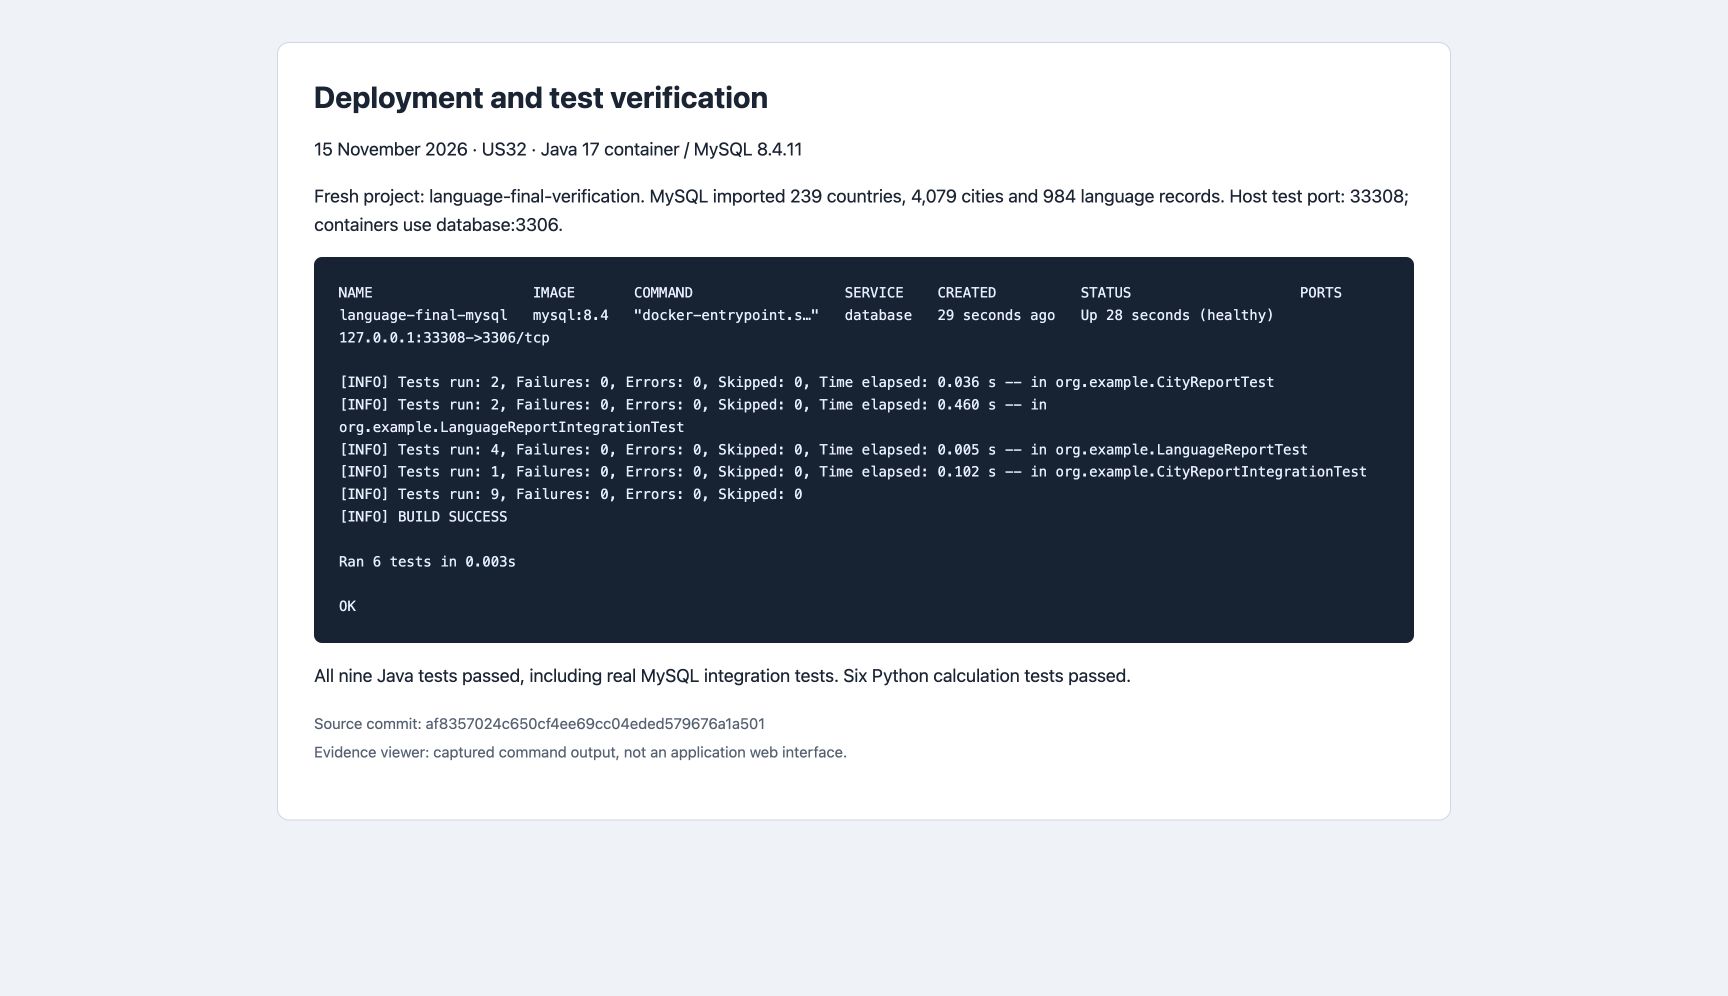 Deployment and test verification
15 November 2026 · US32 · Java 17 container / MySQL 8.4.11
Fresh project: language-final-verification. MySQL imported 239 countries, 4,079 cities and 984 language records. Host test port: 33308;
containers use database:3306.
NAME IMAGE COMMAND SERVICE CREATED STATUS PORTS
language-final-mysql mysql:8.4 "docker-entrypoint.s…" database 29 seconds ago Up 28 seconds (healthy)
127.0.0.1:33308->3306/tcp
[INFO] Tests run: 2, Failures: 0, Errors: 0, Skipped: 0, Time elapsed: 0.036 s -- in org.example.CityReportTest
[INFO] Tests run: 2, Failures: 0, Errors: 0, Skipped: 0, Time elapsed: 0.460 s -- in
org.example.LanguageReportIntegrationTest
[INFO] Tests run: 4, Failures: 0, Errors: 0, Skipped: 0, Time elapsed: 0.005 s -- in org.example.LanguageReportTest
[INFO] Tests run: 1, Failures: 0, Errors: 0, Skipped: 0, Time elapsed: 0.102 s -- in org.example.CityReportIntegrationTest
[INFO] Tests run: 9, Failures: 0, Errors: 0, Skipped: 0
[INFO] BUILD SUCCESS
Ran 6 tests in 0.003s
OK
All nine Java tests passed, including real MySQL integration tests. Six Python calculation tests passed.
Source commit: af8357024c650cf4ee69cc04eded579676a1a501
Evidence viewer: captured command output, not an application web interface.